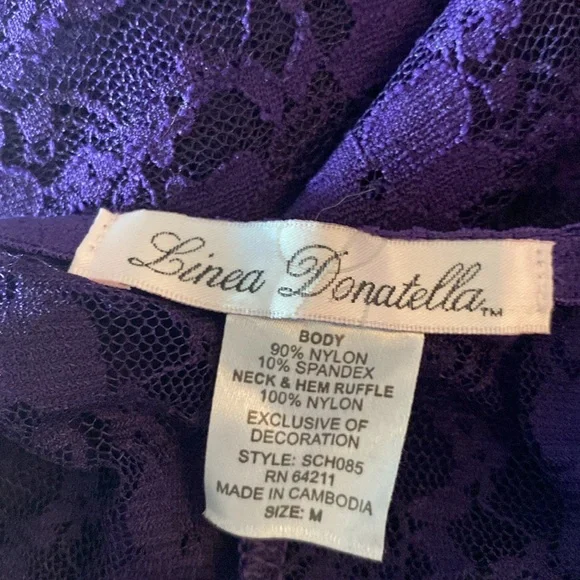 Linea Donatella™
BODY
90% NYLON
10% SPANDEX
NECK & HEM RUFFLE
100% NYLON
EXCLUSIVE OF
DECORATION
STYLE: SCH085
RN 64211
MADE IN CAMBODIA
SIZE: M